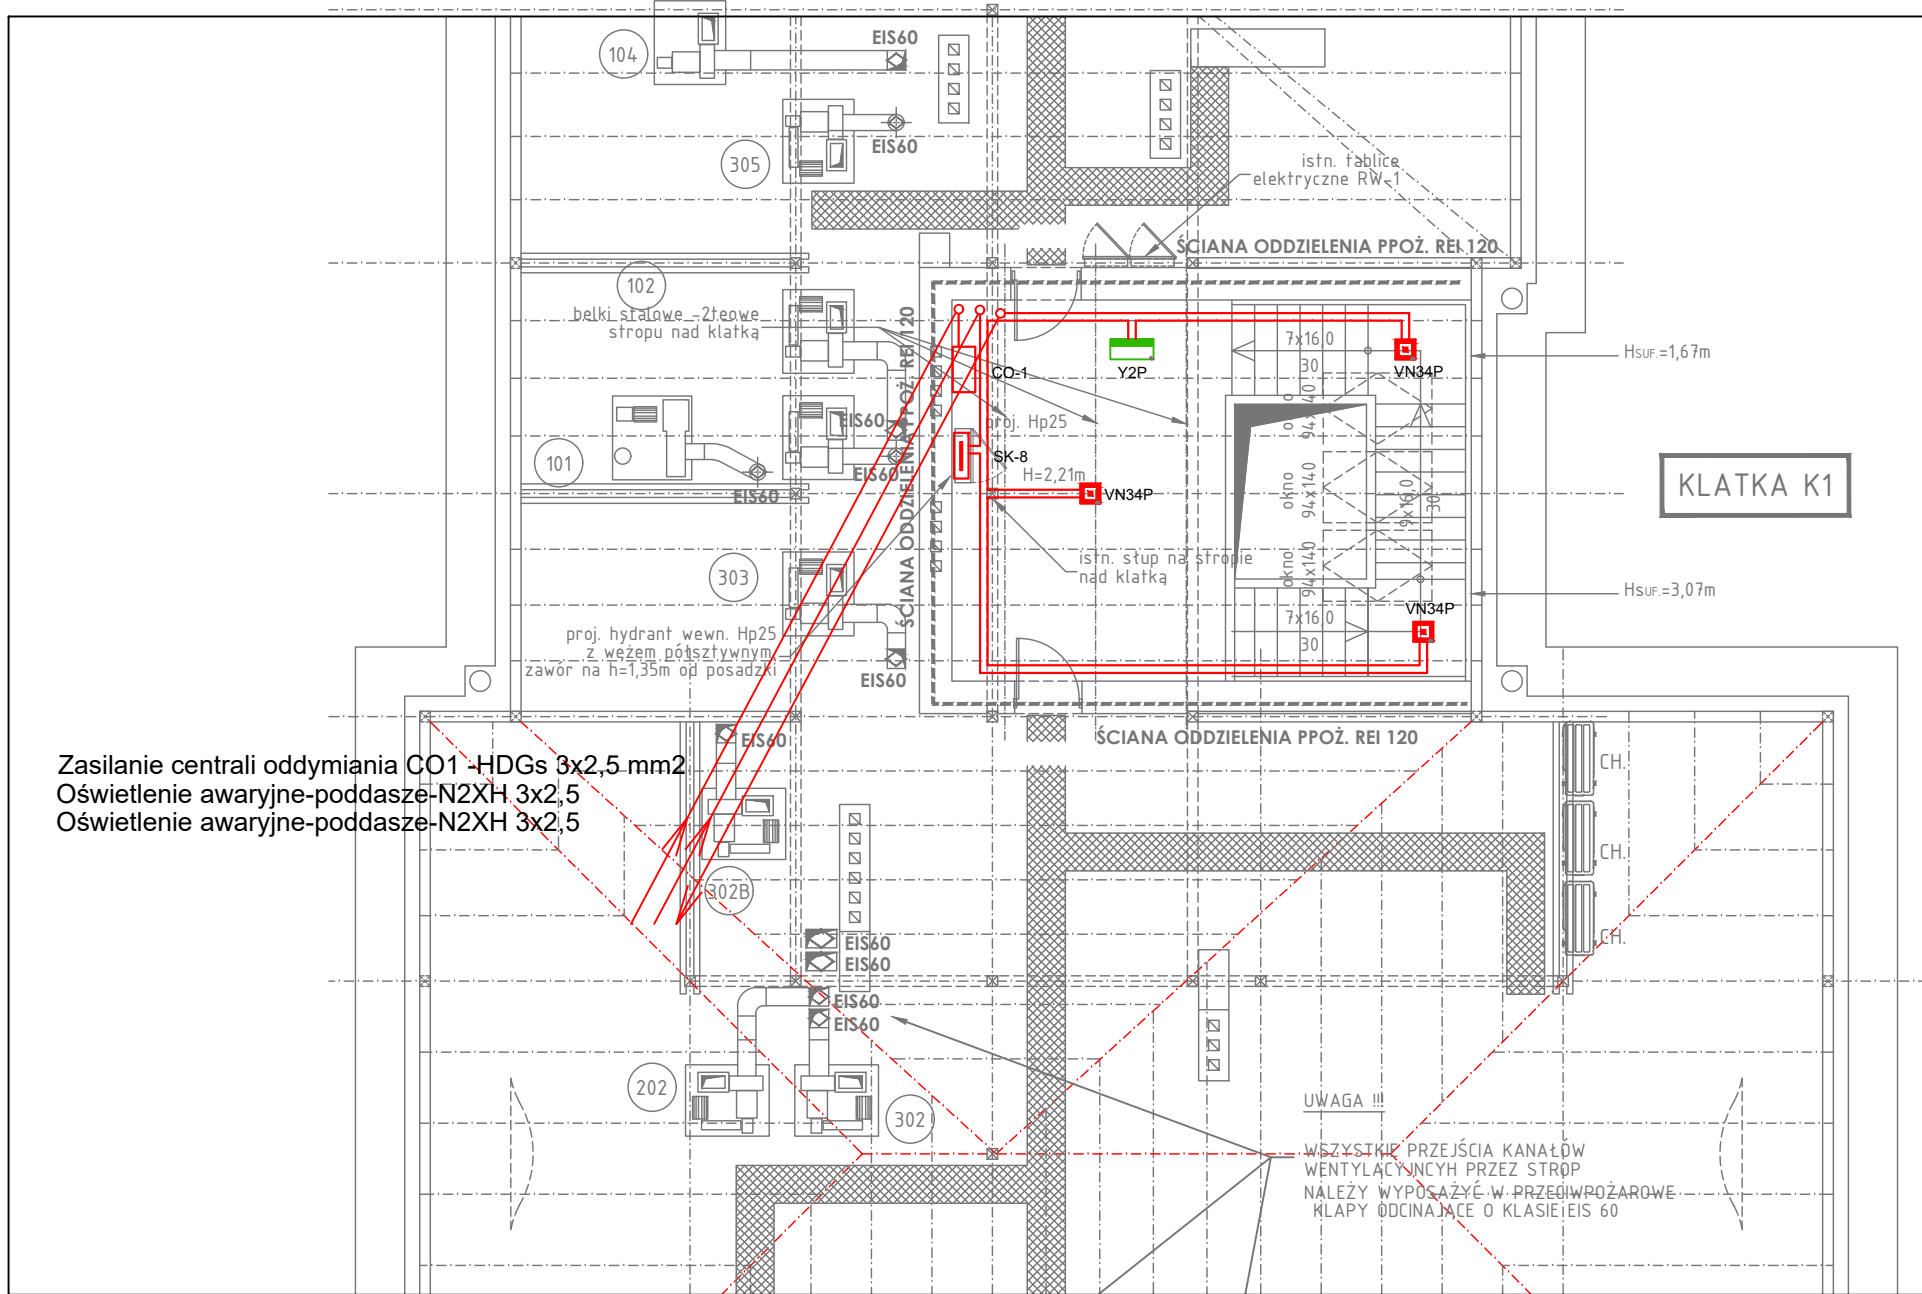 104
EIS60
305
EIS60
istn. tablice
elektryczne RW-1
ŚCIANA ODDZIELENIA PPOŻ. REI 120
102
belki stalowe -2teowe
stropu nad klatką
ŚCIANA ODDZIELENIA PPOŻ. REI 120
CO-1
Y2P
7x16,0
30
VN34P
HSUF.=1,67m
proj. Hp25
okno
94x140
EIS60
101
EIS60
EIS60
SK-8
H=2,21m
VN34P
okno
94x140
9x16,0
30
KLATKA K1
istn. słup na stropie
nad klatką
okno
94x140
303
HSUF.=3,07m
VN34P
7x16,0
30
proj. hydrant wewn. Hp25
z wężem półsztywnym
zawór na h=1,35m od posadzki
EIS60
EIS60
ŚCIANA ODDZIELENIA PPOŻ. REI 120
Zasilanie centrali oddymiania CO1 -HDGs 3x2,5 mm2
Oświetlenie awaryjne-poddasze-N2XH 3x2,5
Oświetlenie awaryjne-poddasze-N2XH 3x2,5
CH.
CH.
CH.
302B
EIS60
EIS60
EIS60
EIS60
202
302
UWAGA !!!
WSZYSTKIE PRZEJŚCIA KANAŁÓW
WENTYLACYJNCYH PRZEZ STROP
NALEŻY WYPOSAŻYĆ W PRZECIWPOŻAROWE
KLAPY ODCINAJĄCE O KLASIE EIS 60